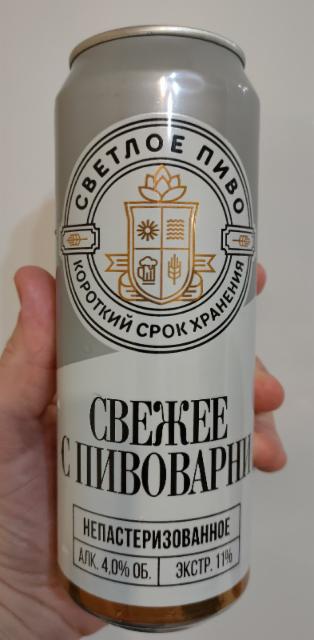 СВЕТЛОЕ ПИВО
КОРОТКИЙ СРОК ХРАНЕНИЯ
СВЕЖЕЕ
С ПИВОВАРНИ
НЕПАСТЕРИЗОВАННОЕ
АЛК. 4,0% ОБ. ЭКСТР. 11%